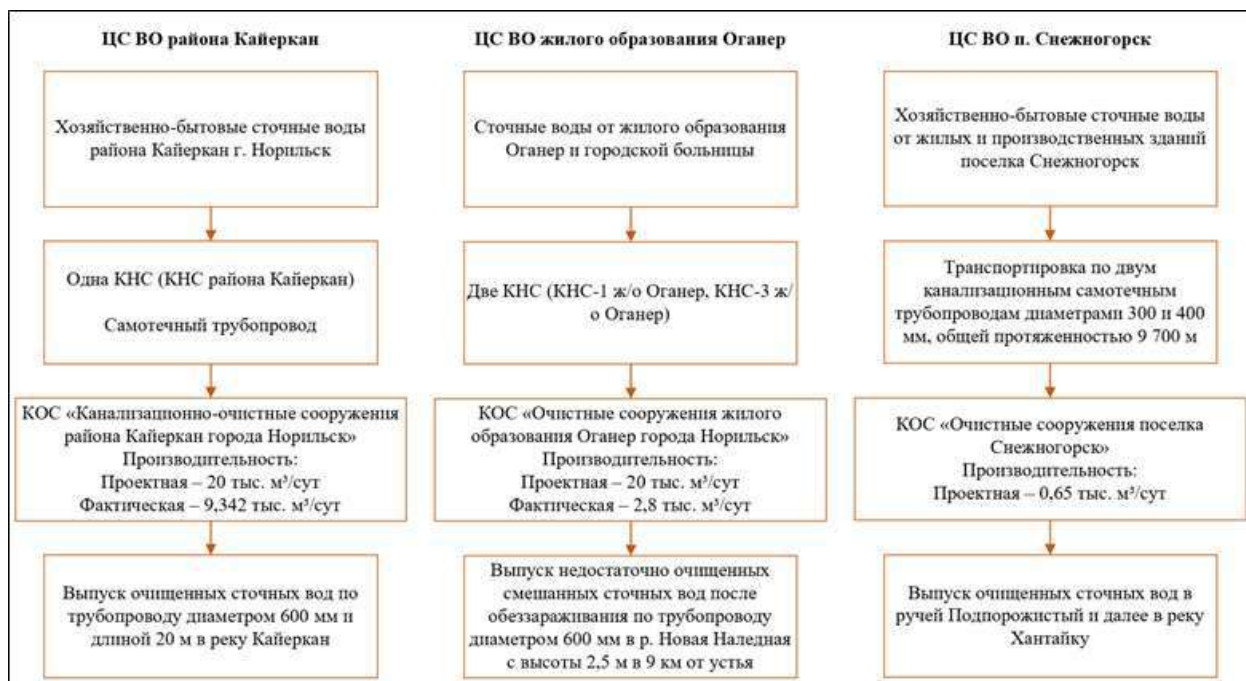 ЦС ВО района Кайеркан
Хозяйственно-бытовые сточные воды
района Кайеркан г. Норильск
Одна КНС (КНС района Кайеркан)
Самотечный трубопровод
КОС «Канализационно-очистные сооружения
района Кайеркан города Норильск»
Производительность:
Проектная – 20 тыс. м³/сут
Фактическая – 9,342 тыс. м³/сут
Выпуск очищенных сточных вод по
трубопроводу диаметром 600 мм и
длиной 20 м в реку Кайеркан
ЦС ВО жилого образования Оганер
Сточные воды от жилого образования
Оганер и городской больницы
Две КНС (КНС-1 ж/о Оганер, КНС-3 ж/
о Оганер)
КОС «Очистные сооружения жилого
образования Оганер города Норильск»
Производительность:
Проектная – 20 тыс. м³/сут
Фактическая – 2,8 тыс. м³/сут
Выпуск недостаточно очищенных
смешанных сточных вод после
обеззараживания по трубопроводу
диаметром 600 мм в р. Новая Наледная
с высоты 2,5 м в 9 км от устья
ЦС ВО п. Снежногорск
Хозяйственно-бытовые сточные воды
от жилых и производственных зданий
поселка Снежногорск
Транспортировка по двум
канализационным самотечным
трубопроводам диаметрами 300 и 400
мм, общей протяженностью 9 700 м
КОС «Очистные сооружения поселка
Снежногорск»
Производительность:
Проектная – 0,65 тыс. м³/сут
Выпуск очищенных сточных вод в
ручей Подпорожистый и далее в реку
Хантайку